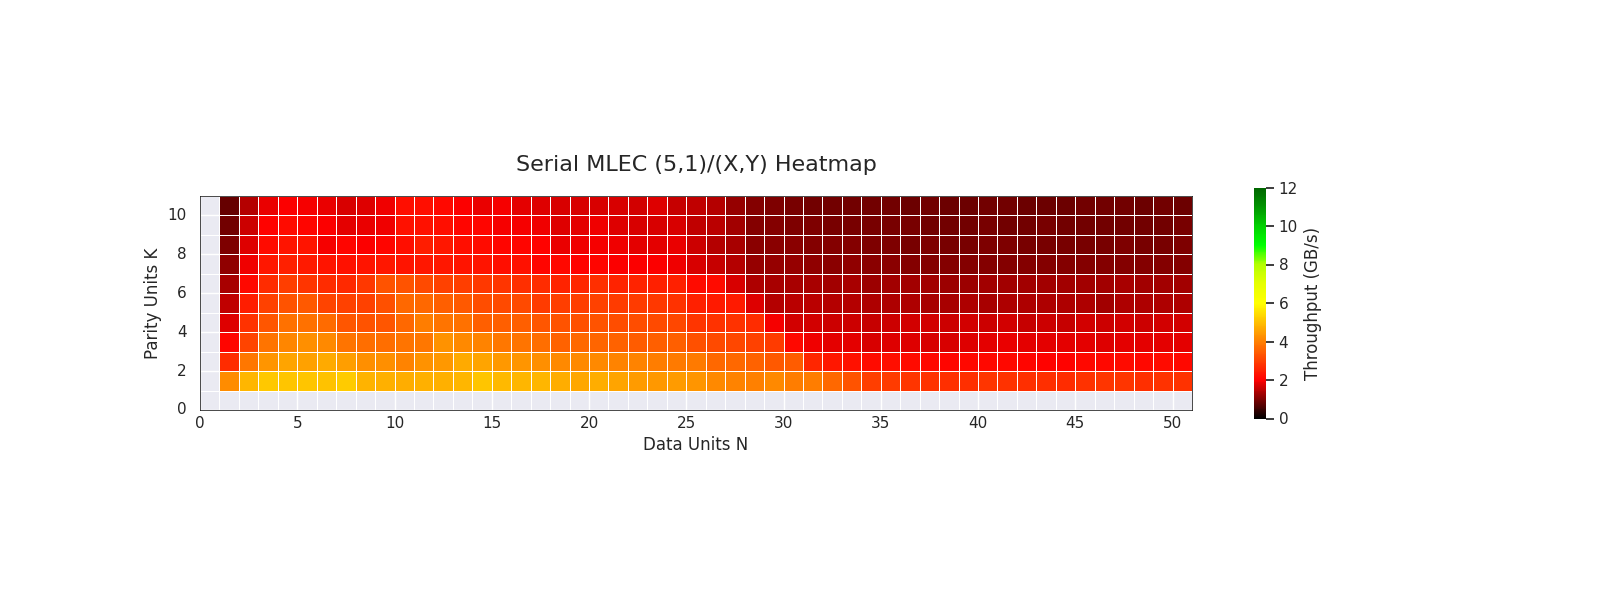 Serial MLEC (5,1)/(X,Y) Heatmap
10
8
6
4
2
0
Parity Units K
0 5 10 15 20 25 30 35 40 45 50
Data Units N
12
10
8
6
4
2
0
Throughput (GB/s)